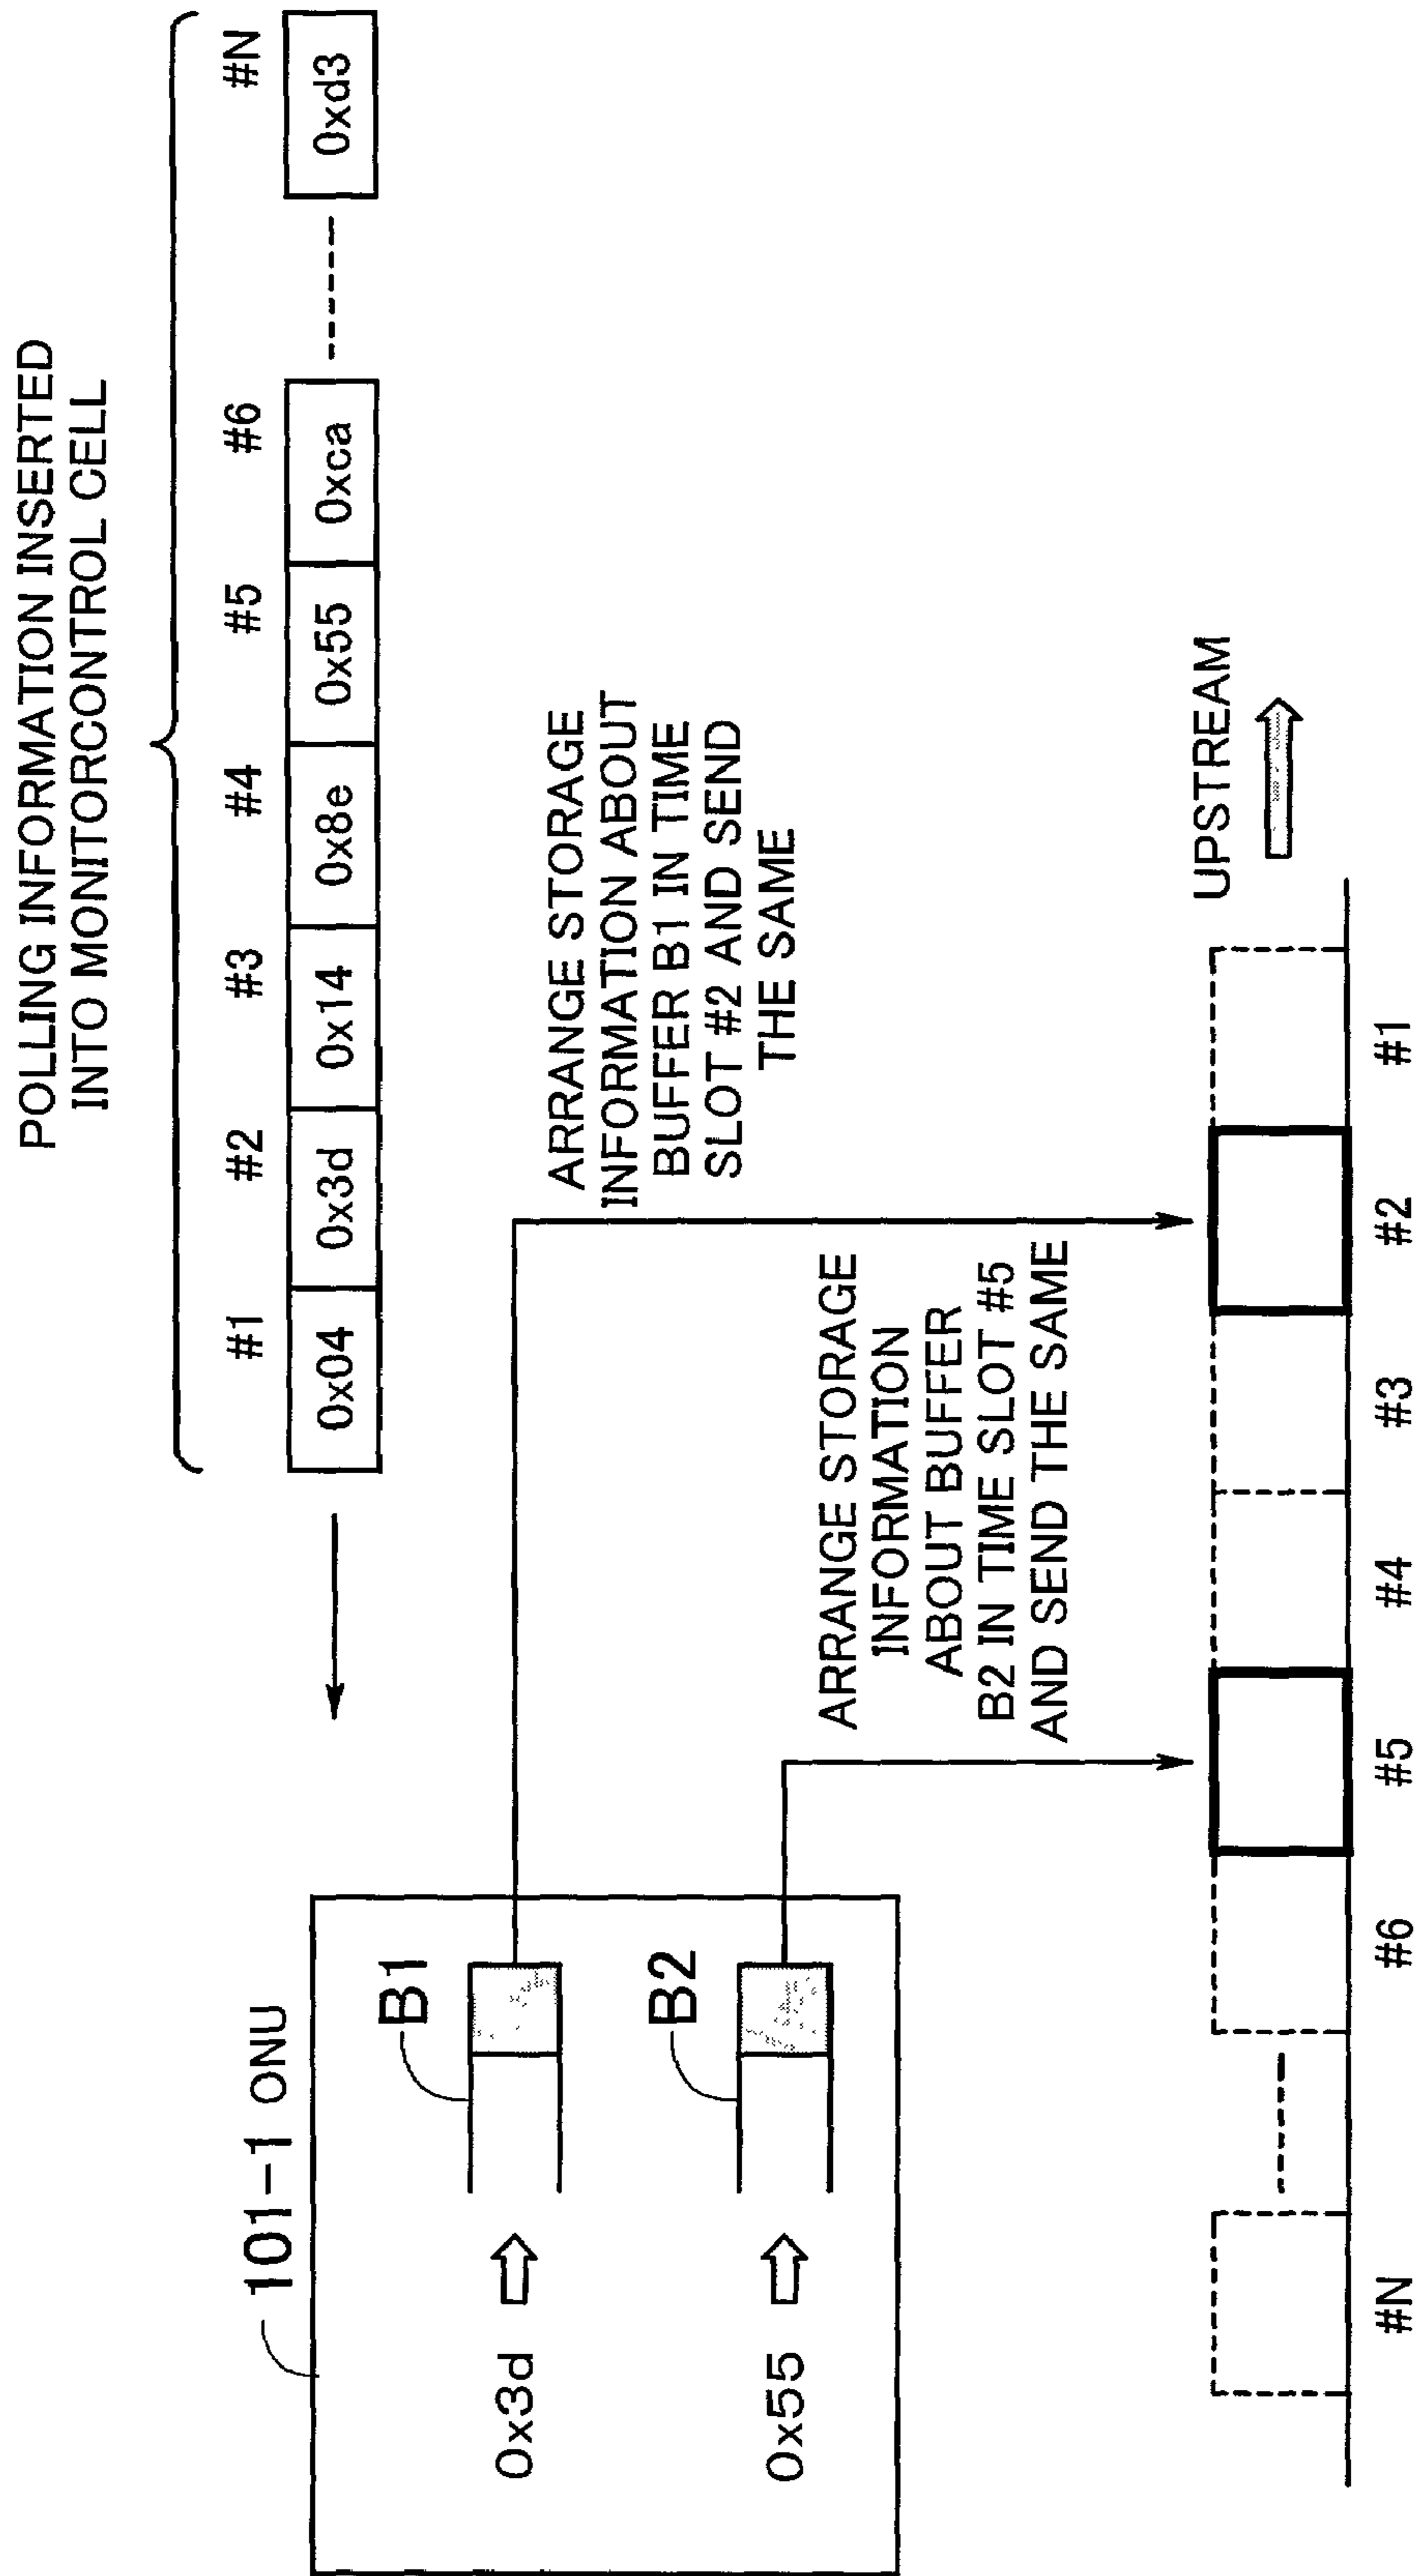 POLLING INFORMATION INSERTED
INTO MONITORCONTROL CELL
#1 #2 #3 #4 #5 #6 #N
0x04 0x3d 0x14 0x8e 0x55 0xca 0xd3
101-1 ONU
B1
0x3d
B2
0x55
ARRANGE STORAGE
INFORMATION ABOUT
BUFFER B1 IN TIME
SLOT #2 AND SEND
THE SAME
ARRANGE STORAGE
INFORMATION
ABOUT BUFFER
B2 IN TIME SLOT #5
AND SEND THE SAME
UPSTREAM
#N #6 #5 #4 #3 #2 #1